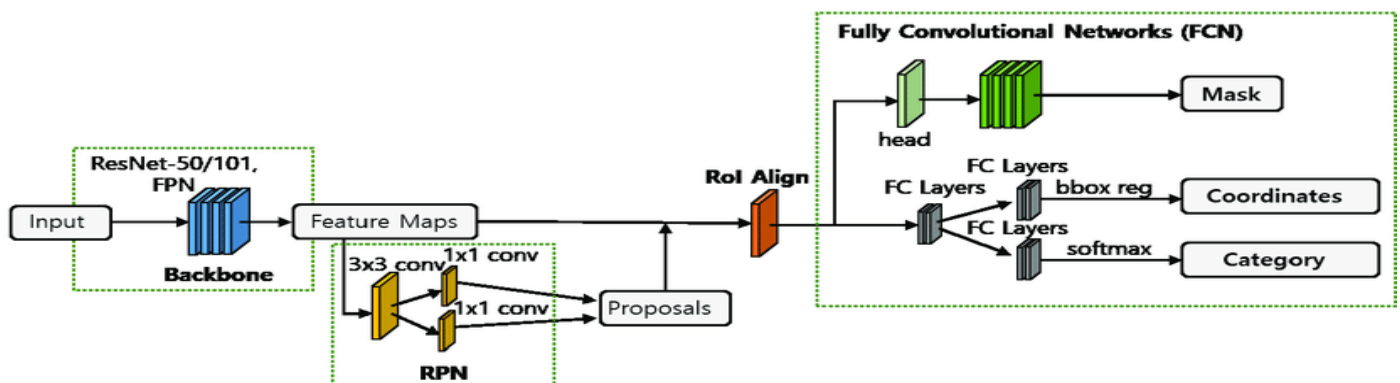 Fully Convolutional Networks (FCN)
Mask
head
ResNet-50/101,
FPN
RoI Align
FC Layers
FC Layers
bbox reg
Coordinates
Input
Feature Maps
FC Layers
softmax
Category
Backbone
3x3 conv
1x1 conv
1x1 conv
Proposals
RPN